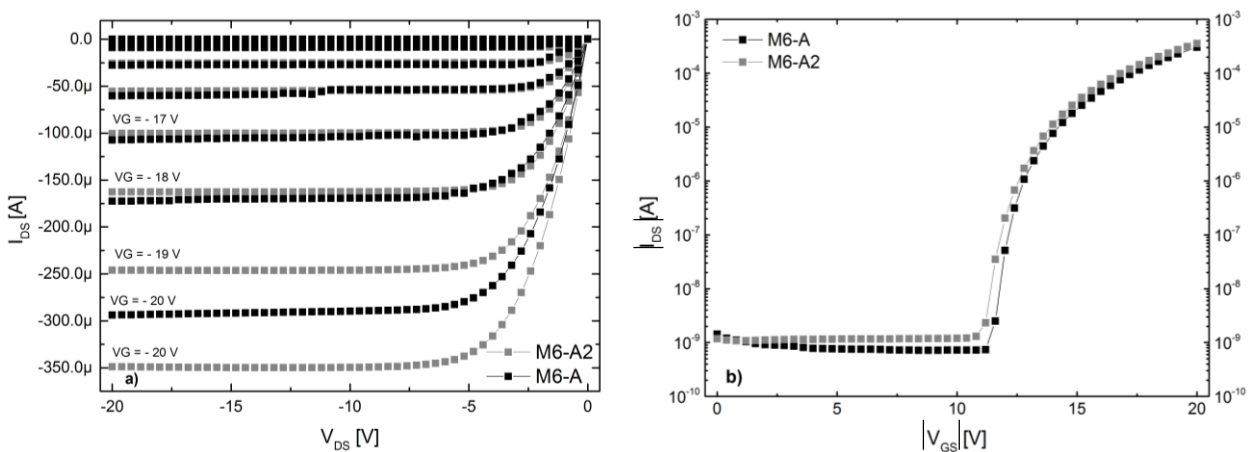 0.0
-50.0µ
-100.0µ
-150.0µ
-200.0µ
-250.0µ
-300.0µ
-350.0µ
I_DS [A]
VG = - 17 V
VG = - 18 V
VG = - 19 V
VG = - 20 V
VG = - 20 V
a)
M6-A2
M6-A
-20
-15
-10
-5
0
V_DS [V]
10⁻³
10⁻⁴
10⁻⁵
10⁻⁶
10⁻⁷
10⁻⁸
10⁻⁹
10⁻¹⁰
|I_DS| [A]
M6-A
M6-A2
b)
0
5
10
15
20
|V_GS| [V]
10⁻³
10⁻⁴
10⁻⁵
10⁻⁶
10⁻⁷
10⁻⁸
10⁻⁹
10⁻¹⁰